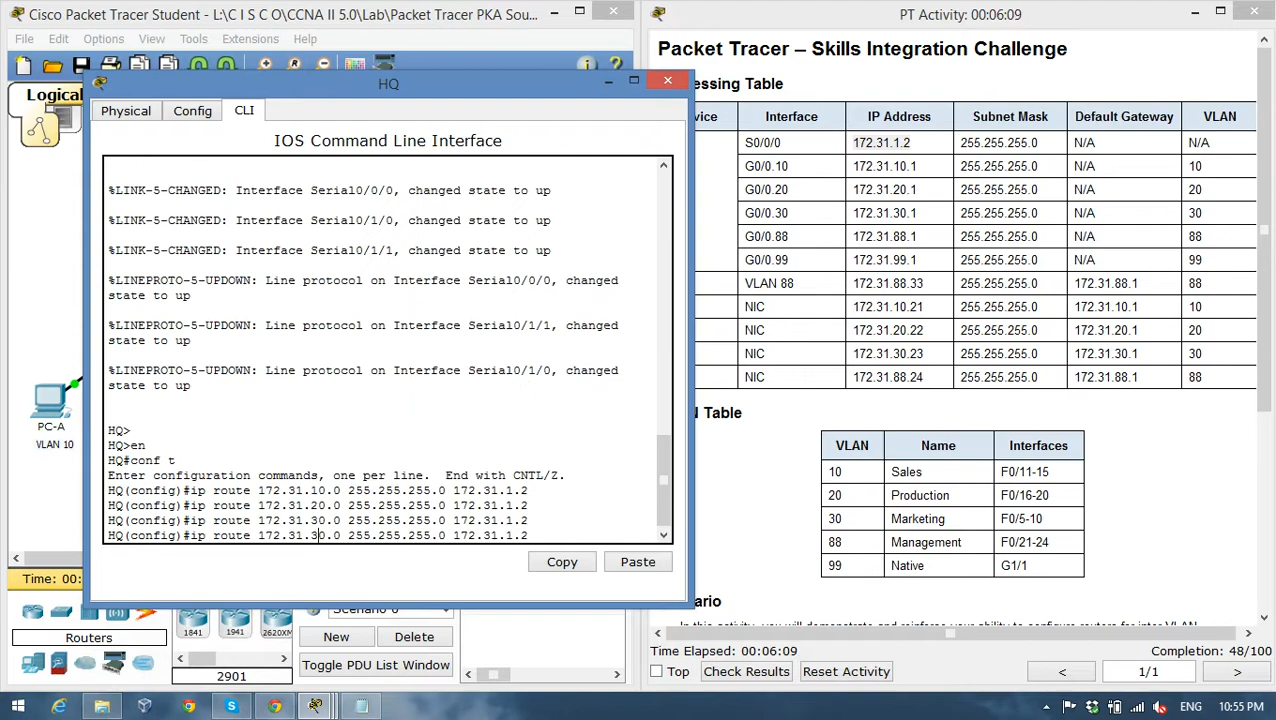 Cisco Packet Tracer Student - L:\C I S C O\CCNA II 5.0\Lab\Packet Tracer PKA Sou...
File Edit Options View Tools Extensions Help
Logical
HQ
Physical Config CLI
IOS Command Line Interface
%LINK-5-CHANGED: Interface Serial0/0/0, changed state to up
%LINK-5-CHANGED: Interface Serial0/1/0, changed state to up
%LINK-5-CHANGED: Interface Serial0/1/1, changed state to up
%LINEPROTO-5-UPDOWN: Line protocol on Interface Serial0/0/0, changed
state to up
%LINEPROTO-5-UPDOWN: Line protocol on Interface Serial0/1/1, changed
state to up
%LINEPROTO-5-UPDOWN: Line protocol on Interface Serial0/1/0, changed
state to up
HQ>
HQ>en
HQ#conf t
Enter configuration commands, one per line. End with CNTL/Z.
HQ(config)#ip route 172.31.10.0 255.255.255.0 172.31.1.2
HQ(config)#ip route 172.31.20.0 255.255.255.0 172.31.1.2
HQ(config)#ip route 172.31.30.0 255.255.255.0 172.31.1.2
HQ(config)#ip route 172.31.30.0 255.255.255.0 172.31.1.2
Copy Paste
PC-A
VLAN 10
Time: 00:
Routers
1841 1941 2620XM
2901
New Delete
Toggle PDU List Window
PT Activity: 00:06:09
Packet Tracer – Skills Integration Challenge
essing Table
vice Interface IP Address Subnet Mask Default Gateway VLAN
S0/0/0 172.31.1.2 255.255.255.0 N/A N/A
G0/0.10 172.31.10.1 255.255.255.0 N/A 10
G0/0.20 172.31.20.1 255.255.255.0 N/A 20
G0/0.30 172.31.30.1 255.255.255.0 N/A 30
G0/0.88 172.31.88.1 255.255.255.0 N/A 88
G0/0.99 172.31.99.1 255.255.255.0 N/A 99
VLAN 88 172.31.88.33 255.255.255.0 172.31.88.1 88
NIC 172.31.10.21 255.255.255.0 172.31.10.1 10
NIC 172.31.20.22 255.255.255.0 172.31.20.1 20
NIC 172.31.30.23 255.255.255.0 172.31.30.1 30
NIC 172.31.88.24 255.255.255.0 172.31.88.1 88
N Table
VLAN Name Interfaces
10 Sales F0/11-15
20 Production F0/16-20
30 Marketing F0/5-10
88 Management F0/21-24
99 Native G1/1
ario
Time Elapsed: 00:06:09 Completion: 48/100
Top Check Results Reset Activity < 1/1 >
ENG 10:55 PM